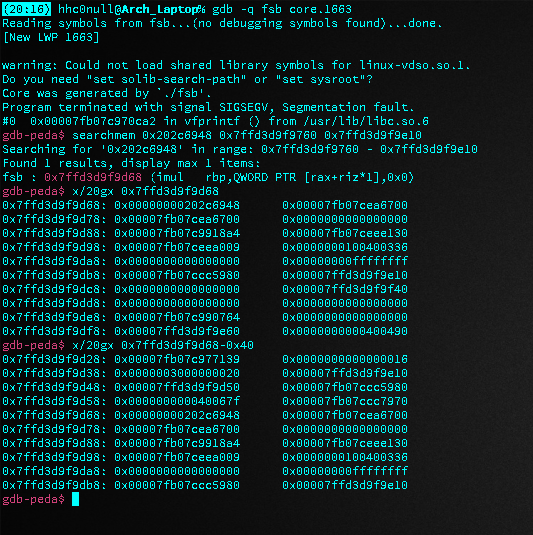 (20:16) hhc0null@Arch_Laptop% gdb -q fsb core.1663
Reading symbols from fsb...(no debugging symbols found)...done.
[New LWP 1663]

warning: Could not load shared library symbols for linux-vdso.so.1.
Do you need "set solib-search-path" or "set sysroot"?
Core was generated by `./fsb'.
Program terminated with signal SIGSEGV, Segmentation fault.
#0  0x00007fb07c970ca2 in vfprintf () from /usr/lib/libc.so.6
gdb-peda$ searchmem 0x202c6948 0x7ffd3d9f9760 0x7ffd3d9f9e10
Searching for '0x202c6948' in range: 0x7ffd3d9f9760 - 0x7ffd3d9f9e10
Found 1 results, display max 1 items:
fsb : 0x7ffd3d9f9d68 (imul   rbp,QWORD PTR [rax+riz*1],0x0)
gdb-peda$ x/20gx 0x7ffd3d9f9d68
0x7ffd3d9f9d68: 0x00000000202c6948      0x00007fb07cea6700
0x7ffd3d9f9d78: 0x00007fb07cea6700      0x0000000000000000
0x7ffd3d9f9d88: 0x00007fb07c9918a4      0x00007fb07ceee130
0x7ffd3d9f9d98: 0x00007fb07ceea009      0x0000000100400336
0x7ffd3d9f9da8: 0x0000000000000000      0x00000000ffffffff
0x7ffd3d9f9db8: 0x00007fb07ccc5980      0x00007ffd3d9f9e10
0x7ffd3d9f9dc8: 0x0000000000000000      0x00007ffd3d9f9f40
0x7ffd3d9f9dd8: 0x0000000000000000      0x0000000000000000
0x7ffd3d9f9de8: 0x00007fb07c990764      0x0000000000000000
0x7ffd3d9f9df8: 0x00007ffd3d9f9e60      0x0000000000400490
gdb-peda$ x/20gx 0x7ffd3d9f9d68-0x40
0x7ffd3d9f9d28: 0x00007fb07c977139      0x0000000000000016
0x7ffd3d9f9d38: 0x0000003000000020      0x00007ffd3d9f9e10
0x7ffd3d9f9d48: 0x00007ffd3d9f9d50      0x00007fb07ccc5980
0x7ffd3d9f9d58: 0x000000000040067f      0x00007fb07ccc7970
0x7ffd3d9f9d68: 0x00000000202c6948      0x00007fb07cea6700
0x7ffd3d9f9d78: 0x00007fb07cea6700      0x0000000000000000
0x7ffd3d9f9d88: 0x00007fb07c9918a4      0x00007fb07ceee130
0x7ffd3d9f9d98: 0x00007fb07ceea009      0x0000000100400336
0x7ffd3d9f9da8: 0x0000000000000000      0x00000000ffffffff
0x7ffd3d9f9db8: 0x00007fb07ccc5980      0x00007ffd3d9f9e10
gdb-peda$